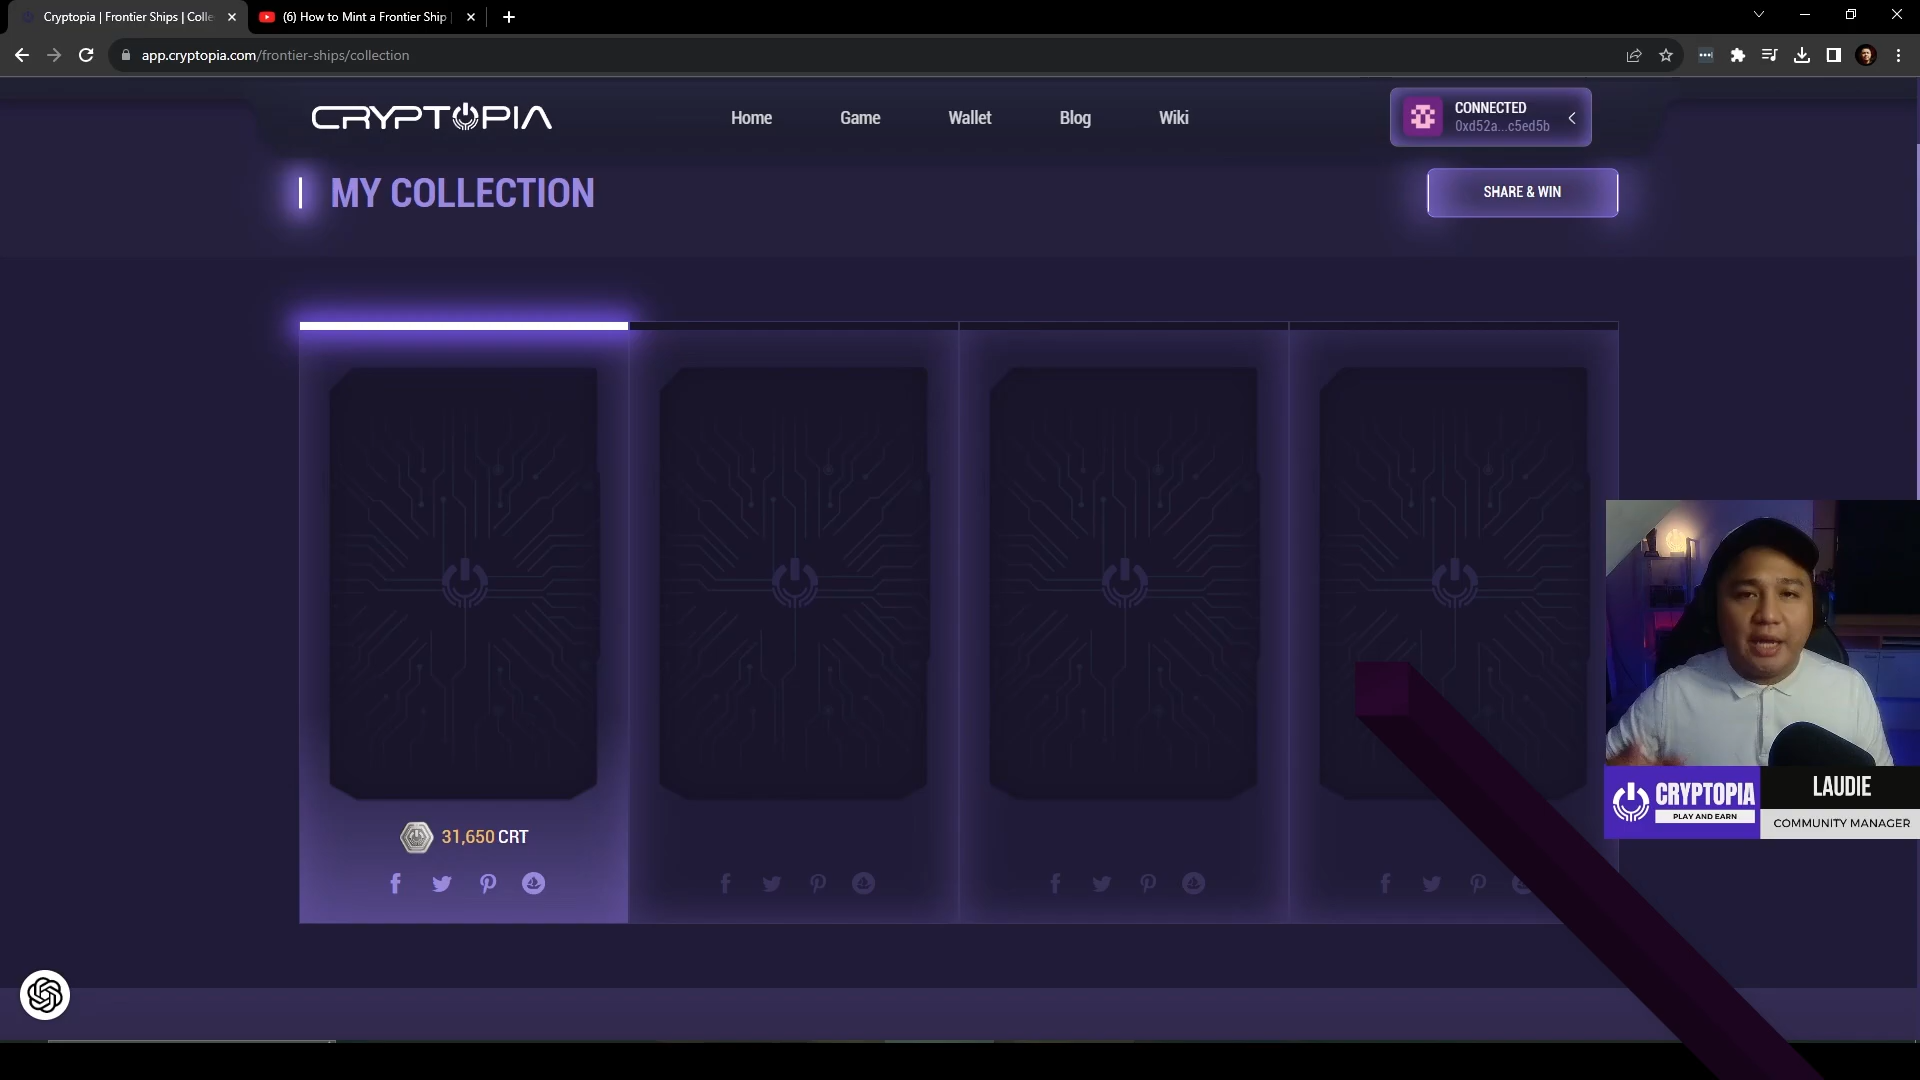 Cryptopia | Frontier Ships | Colle
(6) How to Mint a Frontier Ship |
app.cryptopia.com/frontier-ships/collection
CRYPTOPIA
Home
Game
Wallet
Blog
Wiki
CONNECTED
0xd52a...c5ed5b
MY COLLECTION
SHARE & WIN
31,650 CRT
CRYPTOPIA
PLAY AND EARN
LAUDIE
COMMUNITY MANAGER